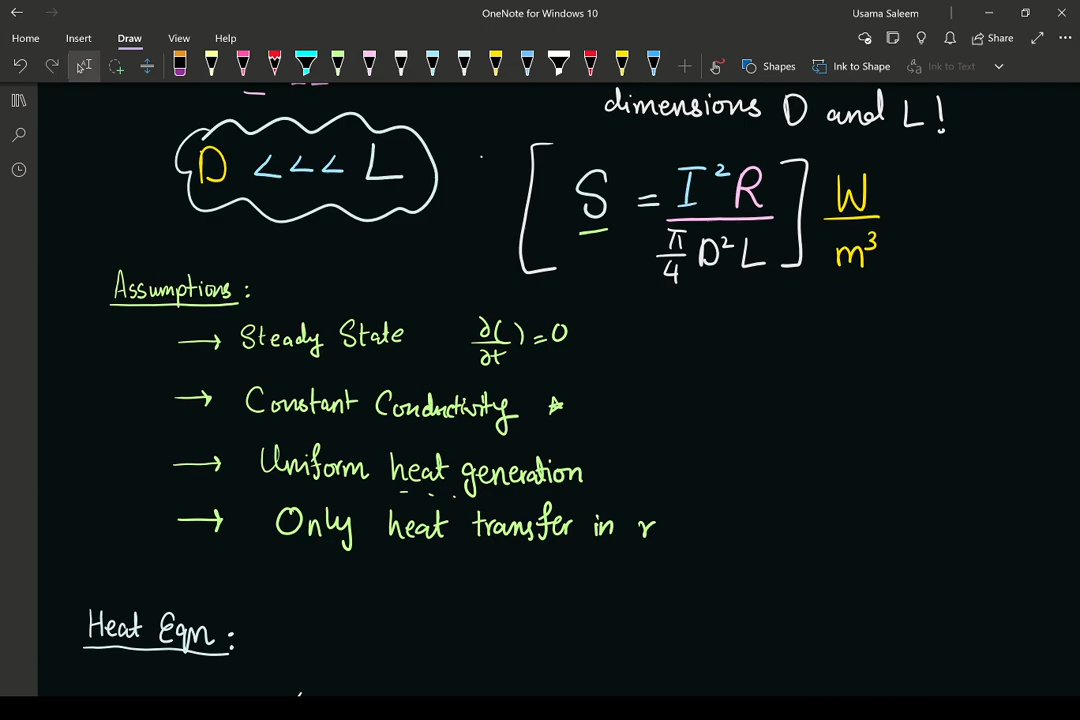 OneNote for Windows 10
Usama Saleem
Home Insert Draw View Help
Share
Shapes Ink to Shape Ink to Text
dimensions D and L!
D <<< L
[ S = I²R / (π/4 D²L) ] W/m³
Assumptions:
→ Steady State ∂( )/∂t = 0
→ Constant Conductivity *
→ Uniform heat generation
→ Only heat transfer in r
Heat Eqn: